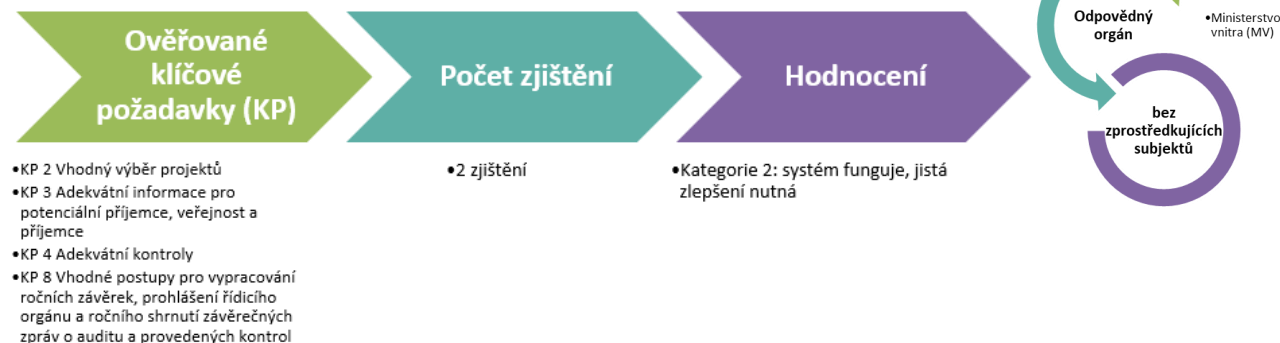 Ověřované
klíčové
požadavky (KP)
•KP 2 Vhodný výběr projektů
•KP 3 Adekvátní informace pro
potenciální příjemce, veřejnost a
příjemce
•KP 4 Adekvátní kontroly
•KP 8 Vhodné postupy pro vypracování
ročních závěrek, prohlášení řídicího
orgánu a ročního shrnutí závěrečných
zpráv o auditu a provedených kontrol
Počet zjištění
•2 zjištění
Hodnocení
•Kategorie 2: systém funguje, jistá
zlepšení nutná
Odpovědný
orgán
•Ministerstvo
vnitra (MV)
bez
zprostředkujících
subjektů